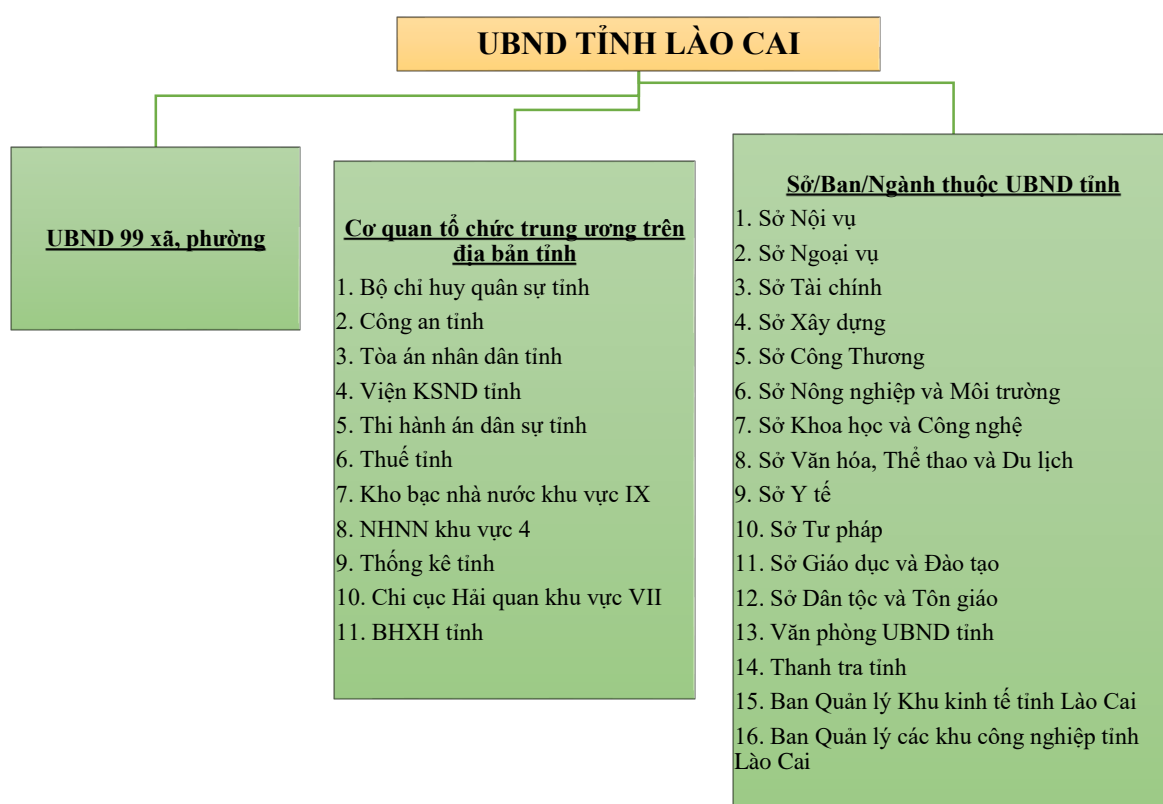 UBND TỈNH LÀO CAI
UBND 99 xã, phường
Cơ quan tổ chức trung ương trên
địa bản tỉnh
1. Bộ chỉ huy quân sự tỉnh
2. Công an tỉnh
3. Tòa án nhân dân tỉnh
4. Viện KSND tỉnh
5. Thi hành án dân sự tỉnh
6. Thuế tỉnh
7. Kho bạc nhà nước khu vực IX
8. NHNN khu vực 4
9. Thống kê tỉnh
10. Chi cục Hải quan khu vực VII
11. BHXH tỉnh
Sở/Ban/Ngành thuộc UBND tỉnh
1. Sở Nội vụ
2. Sở Ngoại vụ
3. Sở Tài chính
4. Sở Xây dựng
5. Sở Công Thương
6. Sở Nông nghiệp và Môi trường
7. Sở Khoa học và Công nghệ
8. Sở Văn hóa, Thể thao và Du lịch
9. Sở Y tế
10. Sở Tư pháp
11. Sở Giáo dục và Đào tạo
12. Sở Dân tộc và Tôn giáo
13. Văn phòng UBND tỉnh
14. Thanh tra tỉnh
15. Ban Quản lý Khu kinh tế tỉnh Lào Cai
16. Ban Quản lý các khu công nghiệp tỉnh
Lào Cai